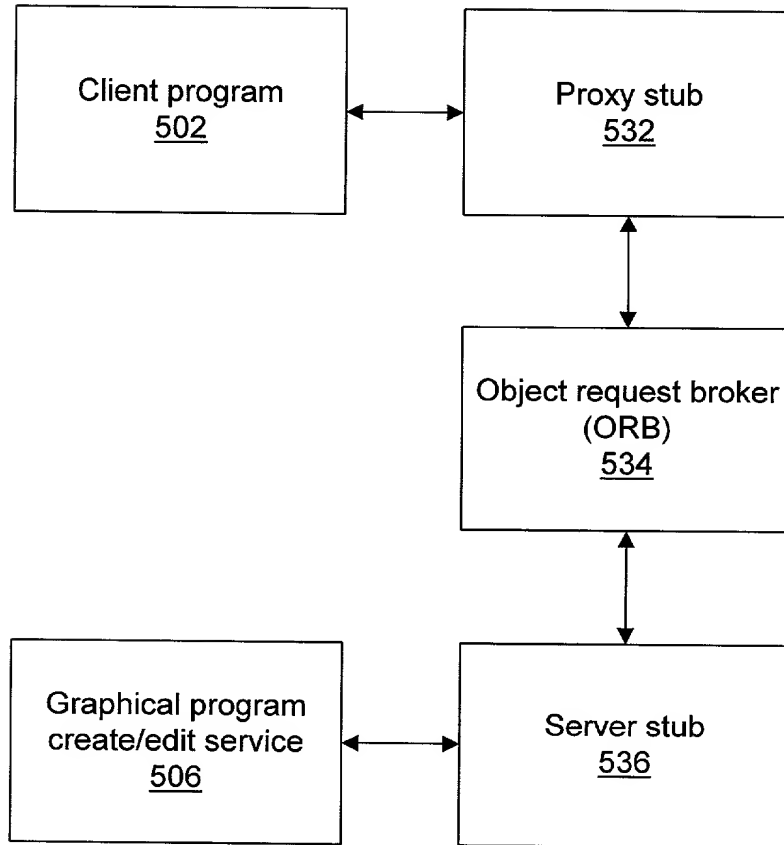 Client program
502
Proxy stub
532
Object request broker
(ORB)
534
Graphical program
create/edit service
506
Server stub
536